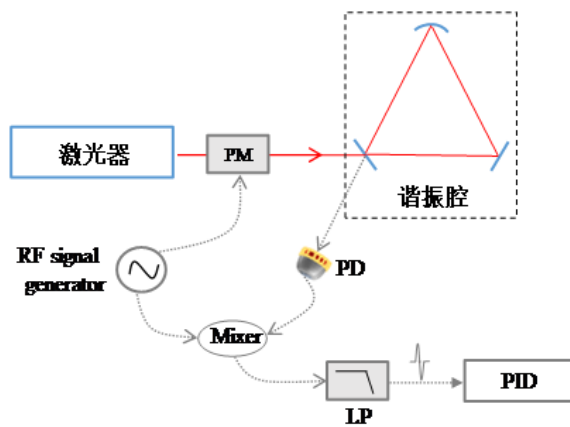 激光器
PM
谐振腔
RF signal
generator
PD
Mixer
LP
PID